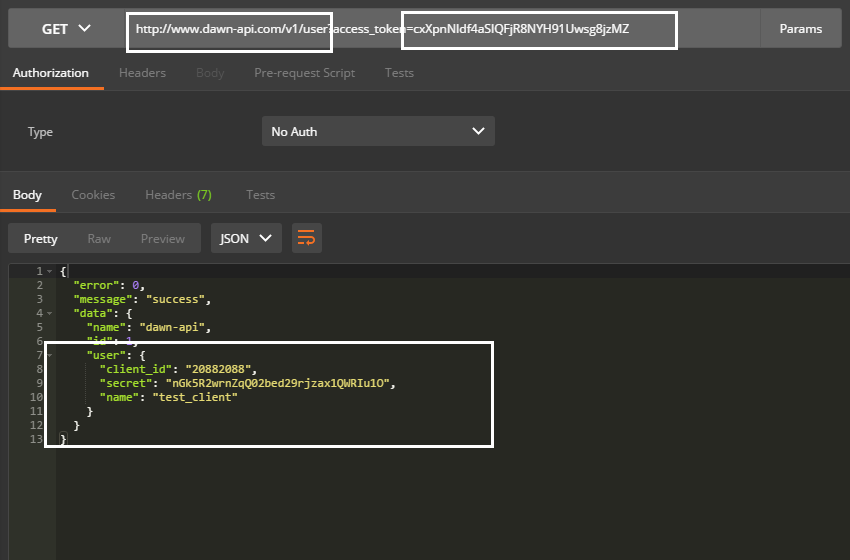 GET http://www.dawn-api.com/v1/user?access_token=cxXpnNIdf4aSIQFjR8NYH91Uwsg8jzMZ Params
Authorization Headers Body Pre-request Script Tests
Type No Auth
Body Cookies Headers (7) Tests
Pretty Raw Preview JSON
1 {
2 "error": 0,
3 "message": "success",
4 "data": {
5 "name": "dawn-api",
6 "id": 1,
7 "user": {
8 "client_id": "20882088",
9 "secret": "nGk5R2wrnZqQ02bed29rjzax1QWRIu1O",
10 "name": "test_client"
11 }
12 }
13 }